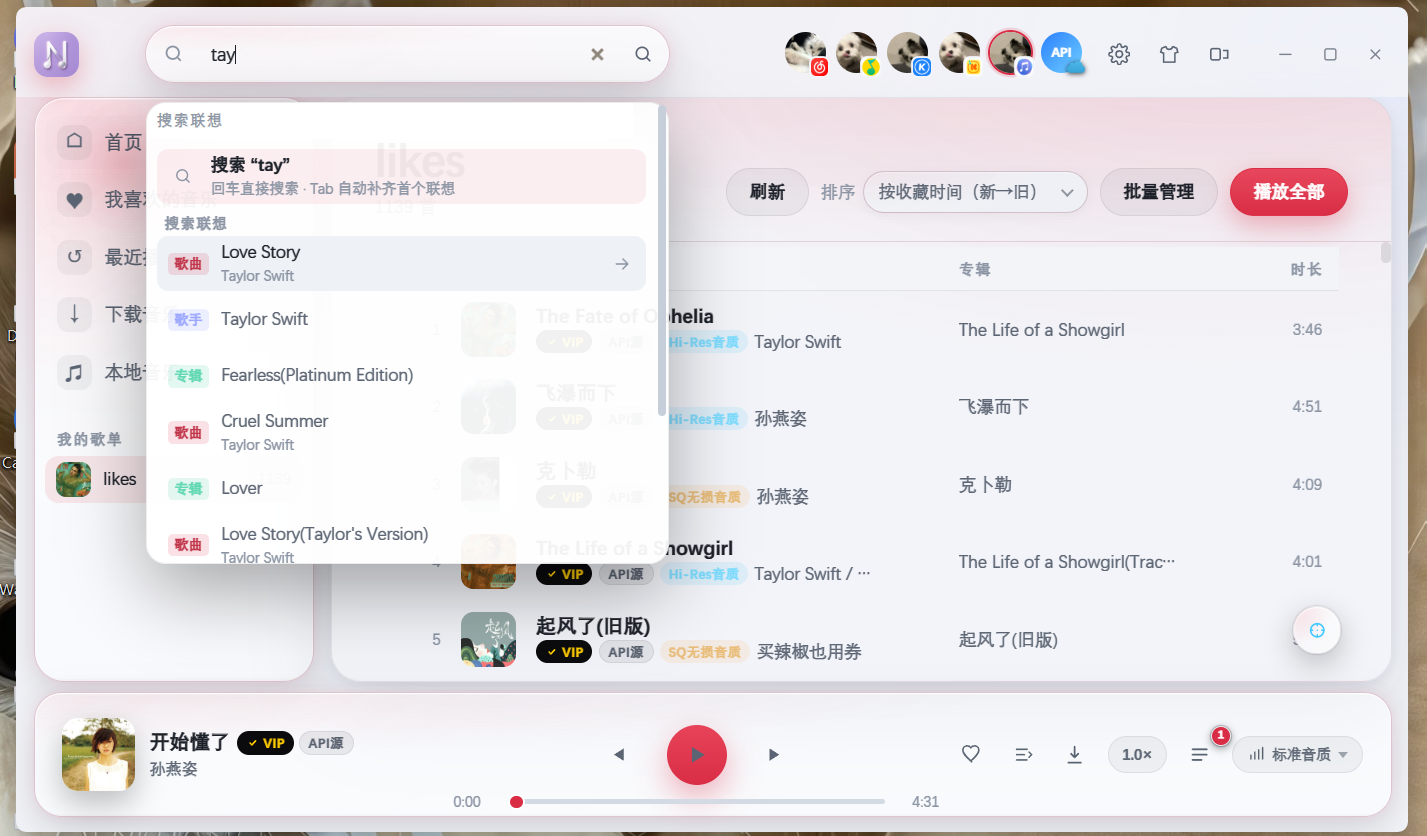 tay
API
搜索联想
搜索 “tay”
回车直接搜索 · Tab 自动补齐首个联想
搜索联想
歌曲
Love Story
Taylor Swift
歌手
Taylor Swift
专辑
Fearless(Platinum Edition)
歌曲
Cruel Summer
Taylor Swift
专辑
Lover
歌曲
Love Story(Taylor's Version)
Taylor Swift
首页
我喜欢的音乐
最近
下载音乐
本地音乐
我的歌单
likes
likes
1139 首
刷新
排序
按收藏时间（新→旧）
批量管理
播放全部
专辑
时长
1
The Fate of Ophelia
VIP API源 Hi-Res音质 Taylor Swift
The Life of a Showgirl
3:46
2
飞瀑而下
VIP API源 Hi-Res音质 孙燕姿
飞瀑而下
4:51
3
克卜勒
VIP API源 SQ无损音质 孙燕姿
克卜勒
4:09
4
The Life of a Showgirl
VIP API源 Hi-Res音质 Taylor Swift / ···
The Life of a Showgirl(Trac···
4:01
5
起风了(旧版)
VIP API源 SQ无损音质 买辣椒也用券
起风了(旧版)
开始懂了 VIP API源
孙燕姿
0:00
4:31
1.0×
1
标准音质